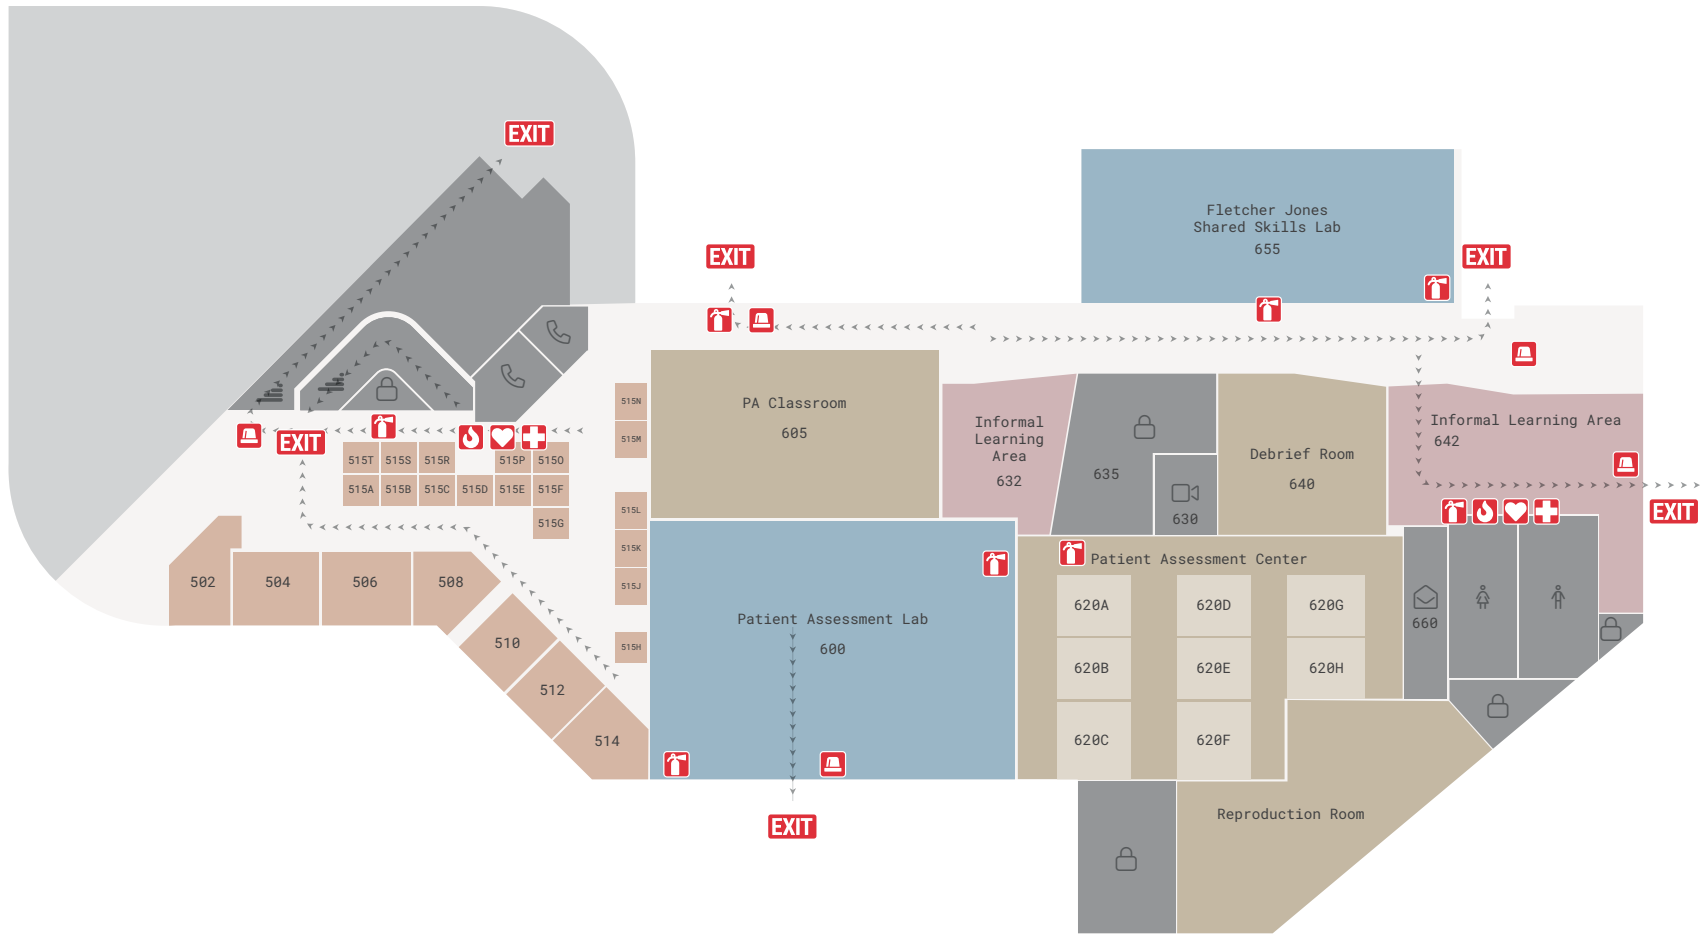 EXIT
Fletcher Jones
Shared Skills Lab
655
EXIT
EXIT
PA Classroom
605
Informal
Learning
Area
632
635
630
Debrief Room
640
Informal Learning Area
642
EXIT
515N
515M
EXIT
515T
515S
515R
515P
515O
515A
515B
515C
515D
515E
515F
515G
515L
515K
515J
515H
502
504
506
508
510
512
514
Patient Assessment Lab
600
EXIT
Patient Assessment Center
620A
620D
620G
620B
620E
620H
620C
620F
660
Reproduction Room